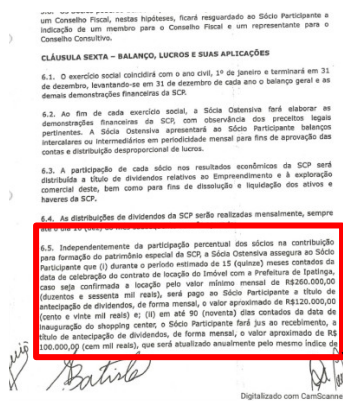 um Conselho Fiscal, nestas hipóteses, ficará resguardado ao Sócio Participante a
indicação de um membro para o Conselho Fiscal e um representante para o
Conselho Consultivo.
CLÁUSULA SEXTA – BALANÇO, LUCROS E SUAS APLICAÇÕES
6.1. O exercício social coincidirá com o ano civil, 1º de janeiro e terminará em 31
de dezembro, levantando-se em 31 de dezembro de cada ano o balanço geral e as
demais demonstrações financeiras da SCP.
6.2. Ao fim de cada exercício social, a Sócia Ostensiva fará elaborar as
demonstrações financeiras da SCP, com observância dos preceitos legais
pertinentes. A Sócia Ostensiva apresentará ao Sócio Participante balanços
intercalares ou intermediários em periodicidade mensal para fins de aprovação das
contas e distribuição desproporcional de lucros.
6.3. A participação de cada sócio nos resultados econômicos da SCP será
distribuída a título de dividendos relativos ao Empreendimento e à exploração
comercial deste, bem como para fins de dissolução e liquidação dos ativos e
haveres da SCP.
6.4. As distribuições de dividendos da SCP serão realizadas mensalmente, sempre
até o dia 10 (dez)
6.5. Independentemente da participação percentual dos sócios na contribuição
para formação do patrimônio especial da SCP, a Sócia Ostensiva assegura ao Sócio
Participante que (i) durante o período estimado de 15 (quinze) meses contados da
data de celebração do contrato de locação do Imóvel com a Prefeitura de Ipatinga,
caso seja confirmada a locação pelo valor mínimo mensal de R$260.000,00
(duzentos e sessenta mil reais), será pago ao Sócio Participante a título de
antecipação de dividendos, de forma mensal, o valor aproximado de R$120.000,00
(cento e vinte mil reais) e; (ii) em até 90 (noventa) dias contados da data de
inauguração do shopping center, o Sócio Participante fará jus ao recebimento, a
título de antecipação de dividendos, de forma mensal, o valor aproximado de R$
100.000,00 (cem mil reais), que será atualizado anualmente pelo mesmo índice de
Batista
Digitalizado com CamScanne